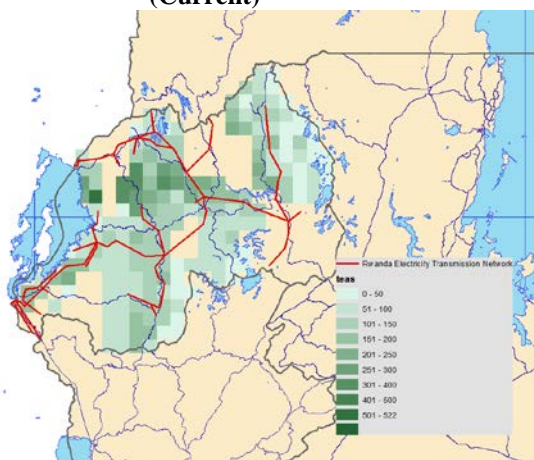 (Current)
Rwanda Electricity Transmission Network
teas
0 - 50
51 - 100
101 - 150
151 - 200
201 - 250
251 - 300
301 - 400
401 - 500
501 - 522